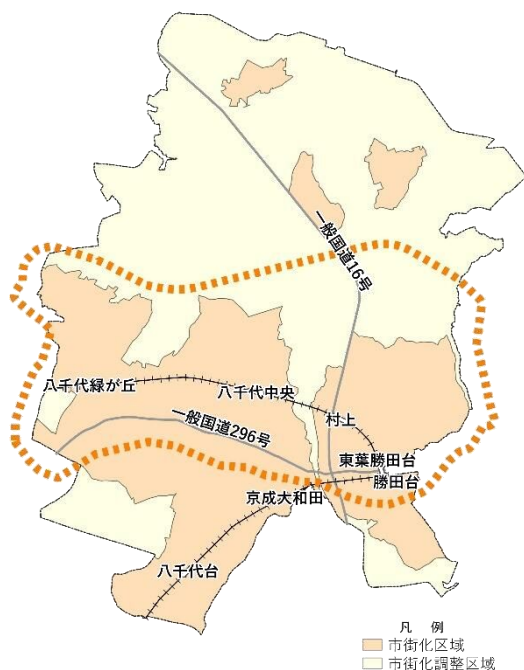 一般国道16号
八千代緑が丘
八千代中央
村上
一般国道296号
東葉勝田台
勝田台
京成大和田
八千代台
凡 例
市街化区域
市街化調整区域